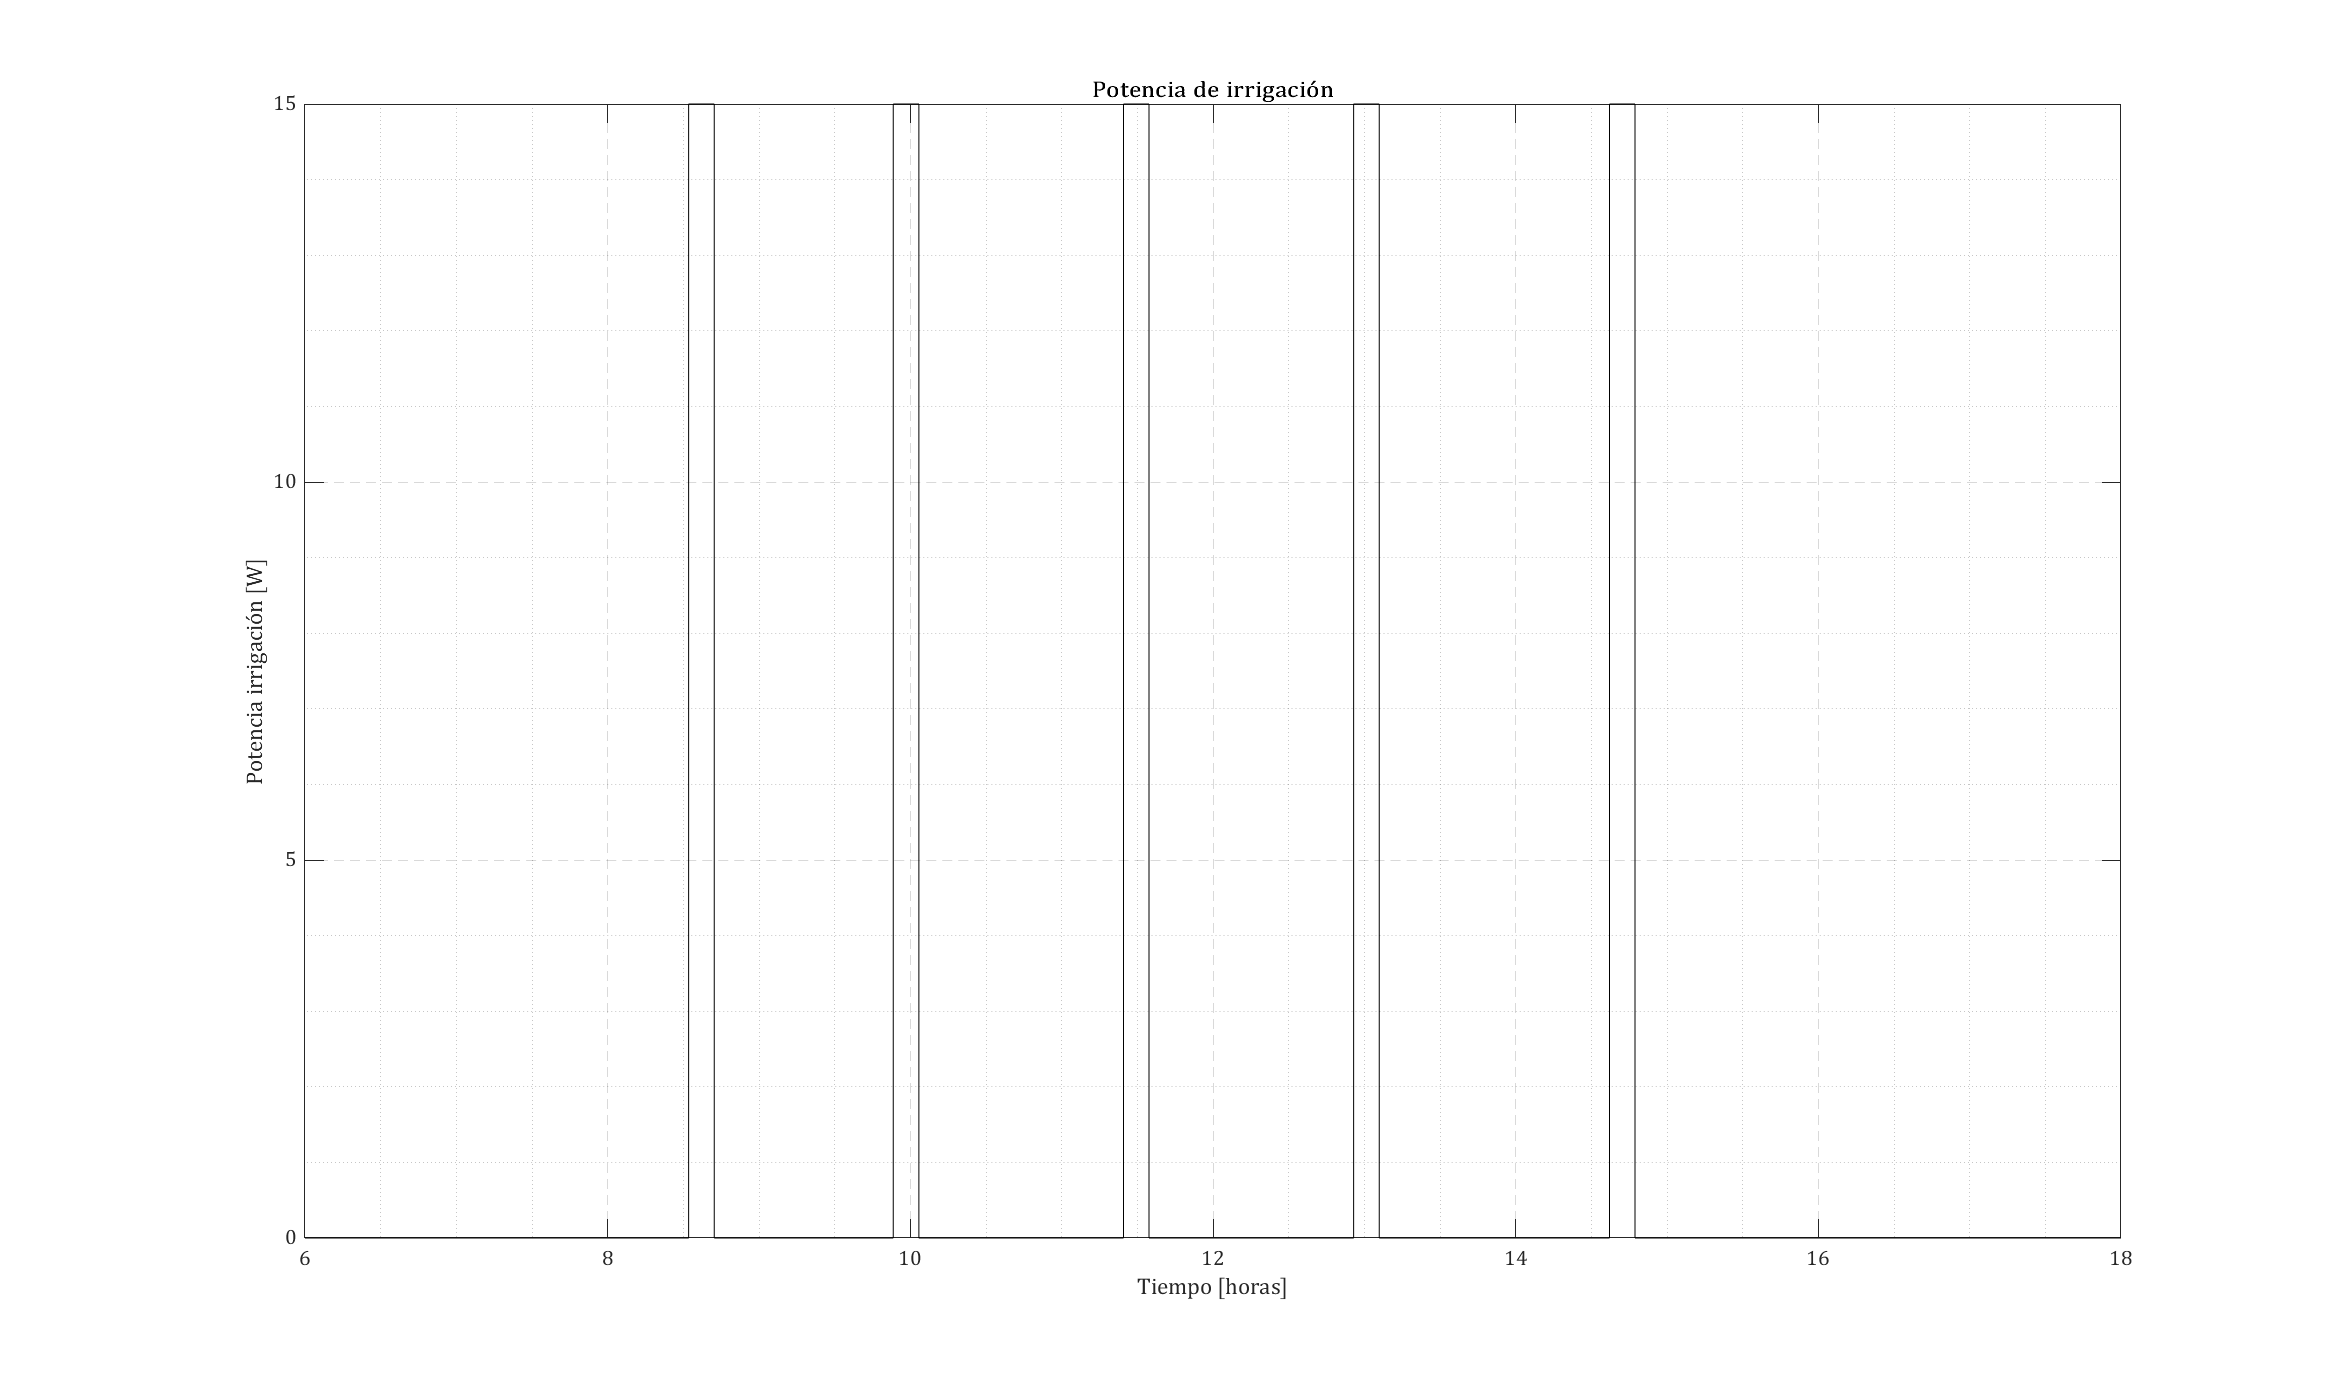 Potencia de irrigación
15
10
5
0
Potencia irrigación [W]
6 8 10 12 14 16 18
Tiempo [horas]